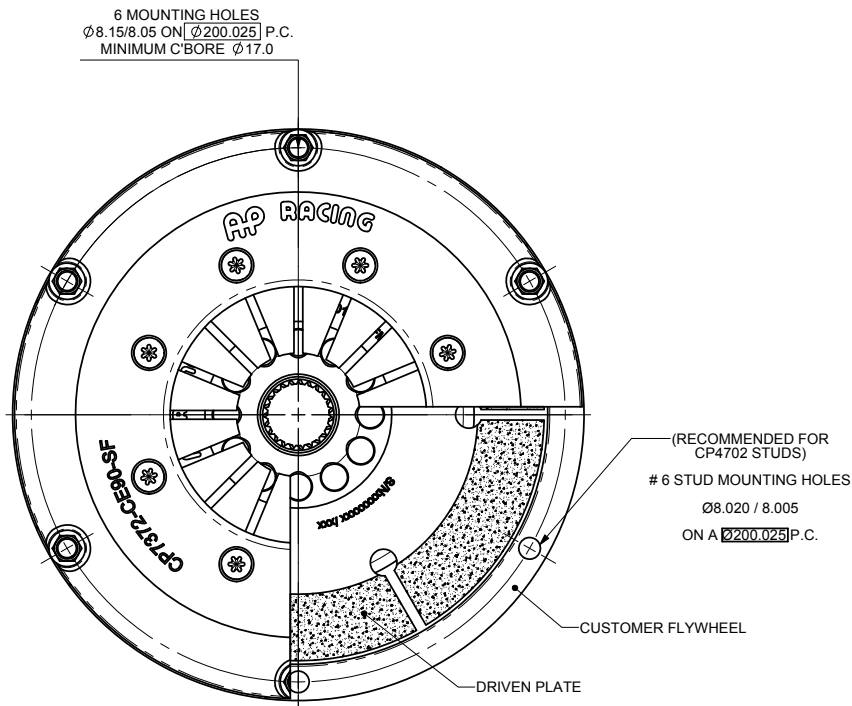 6 MOUNTING HOLES
Ø8.15/8.05 ON Ø200.025 P.C.
MINIMUM C'BORE Ø17.0
AP RACING
CP7372-CE90-SF
(RECOMMENDED FOR
CP4702 STUDS)
# 6 STUD MOUNTING HOLES
Ø8.020 / 8.005
ON A Ø200.025 P.C.
CUSTOMER FLYWHEEL
DRIVEN PLATE